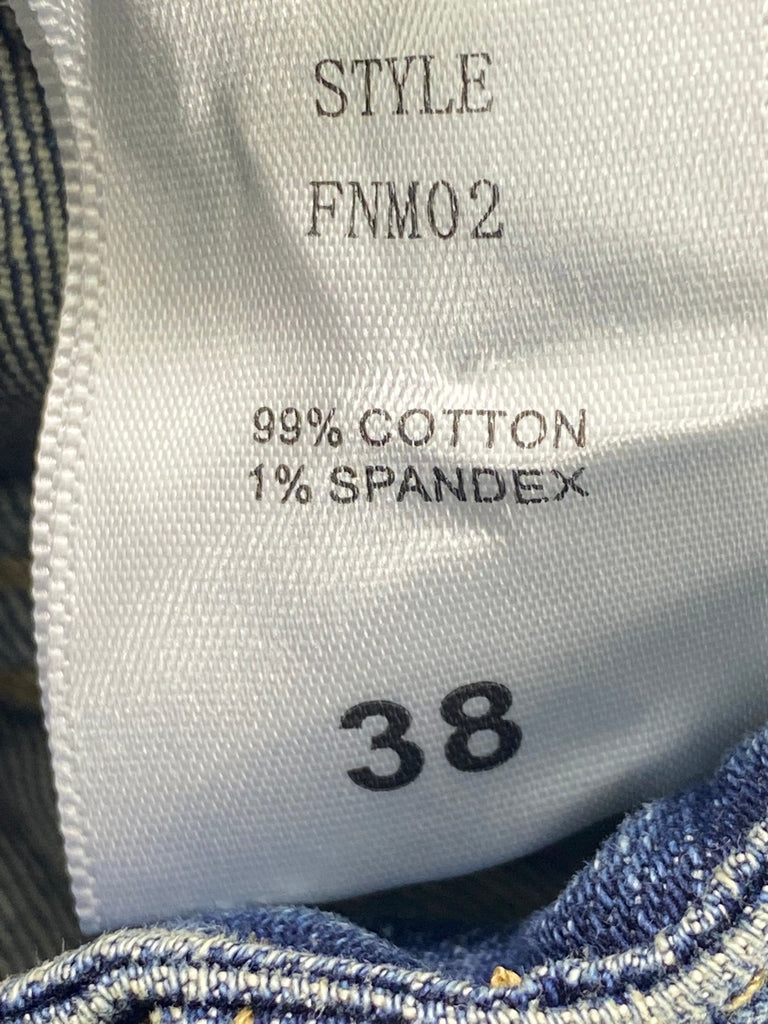 STYLE
FNM02
99% COTTON
1% SPANDEX
38